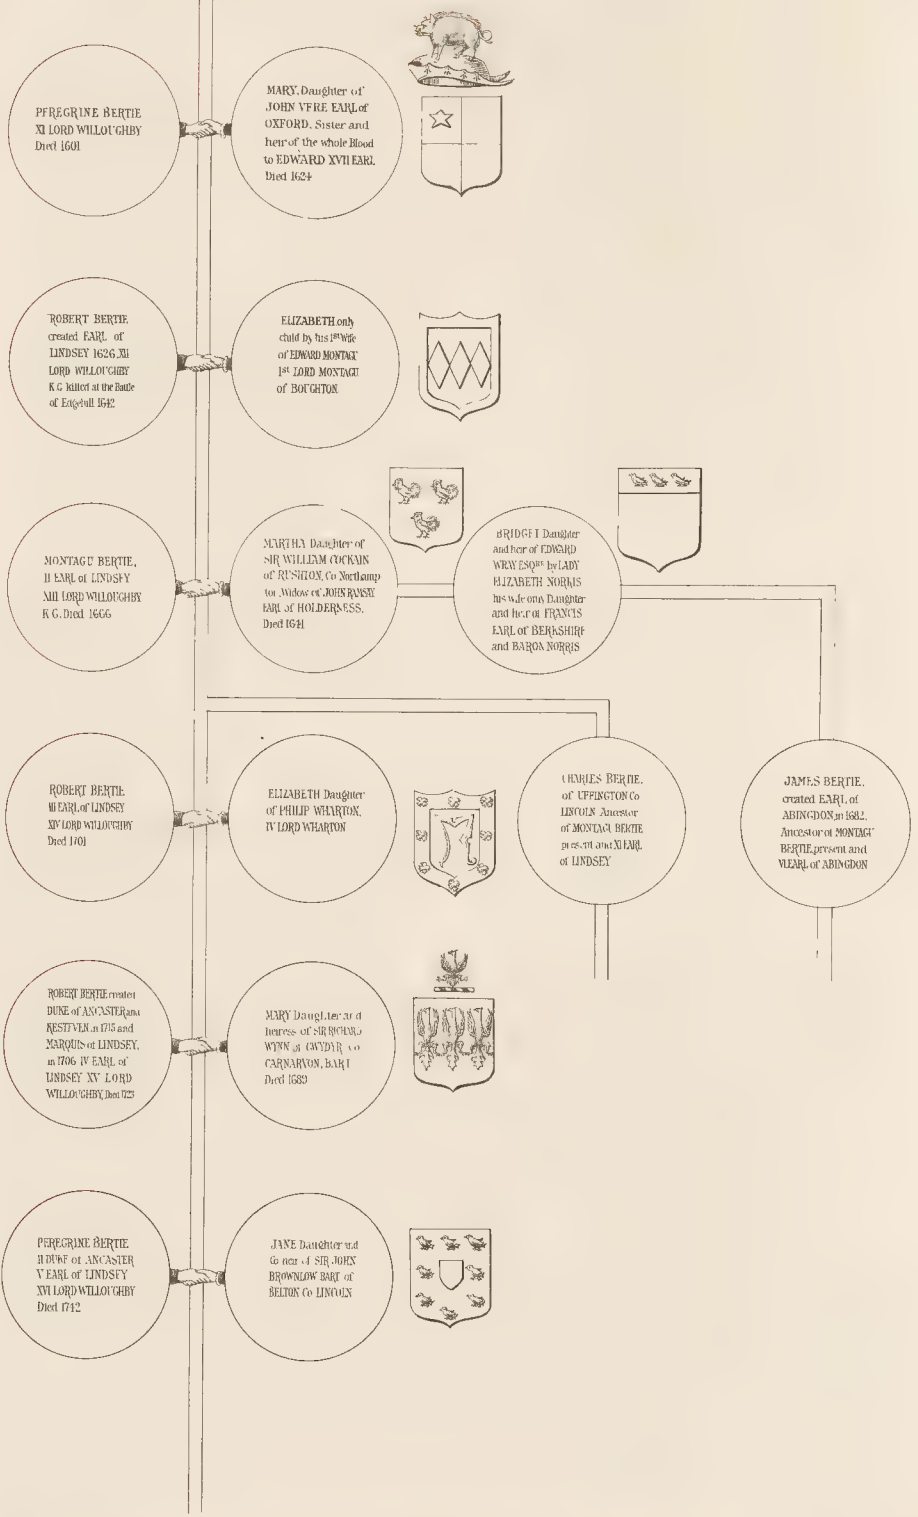 PEREGRINE BERTIE
XI LORD WILLOUGHBY
Died 1601
MARY, Daughter of
JOHN VERE EARL of
OXFORD, Sister and
heir of the whole Blood
to EDWARD XVII EARL.
Died 1624
ROBERT BERTIE
created EARL of
LINDSEY 1626, XII
LORD WILLOUGHBY
K.G. killed at the Battle
of Edgehill 1642
ELIZABETH only
child by his 1st Wife
of EDWARD MONTAGU
1st LORD MONTAGU
of BOUGHTON
MONTAGU BERTIE,
II EARL of LINDSEY
XIII LORD WILLOUGHBY
K.G. Died 1666
MARTHA Daughter of
SIR WILLIAM COCKAIN
of RUSHTON, Co Northamp
ton, Widow of JOHN RAMSAY
EARL of HOLDERNESS.
Died 1641
BRIDGET Daughter
and heir of EDWARD
WRAY ESQRE by LADY
ELIZABETH NORRIS
his wife only Daughter
and heir of FRANCIS
EARL of BERKSHIRE
and BARON NORRIS
ROBERT BERTIE
III EARL of LINDSEY
XIV LORD WILLOUGHBY
Died 1701
ELIZABETH Daughter
of PHILIP WHARTON,
IV LORD WHARTON
CHARLES BERTIE,
of UFFINGTON Co
LINCOLN Ancestor
of MONTAGU BERTIE
present and XI EARL
of LINDSEY
JAMES BERTIE,
created EARL of
ABINGDON, in 1682,
Ancestor of MONTAGU
BERTIE, present and
VI, EARL of ABINGDON
ROBERT BERTIE created
DUKE of ANCASTER and
KESTEVEN in 1715 and
MARQUIS of LINDSEY,
in 1706 IV EARL of
LINDSEY XV LORD
WILLOUGHBY, Died 1723
MARY Daughter and
heiress of SIR RICHARD
WYNN of GWYDYR Co
CARNARVON, BART
Died 1689
PEREGRINE BERTIE
II DUKE of ANCASTER
V EARL of LINDSEY
XVI LORD WILLOUGHBY
Died 1742
JANE Daughter and
Co heir of SIR JOHN
BROWNLOW BART of
BELTON Co LINCOLN